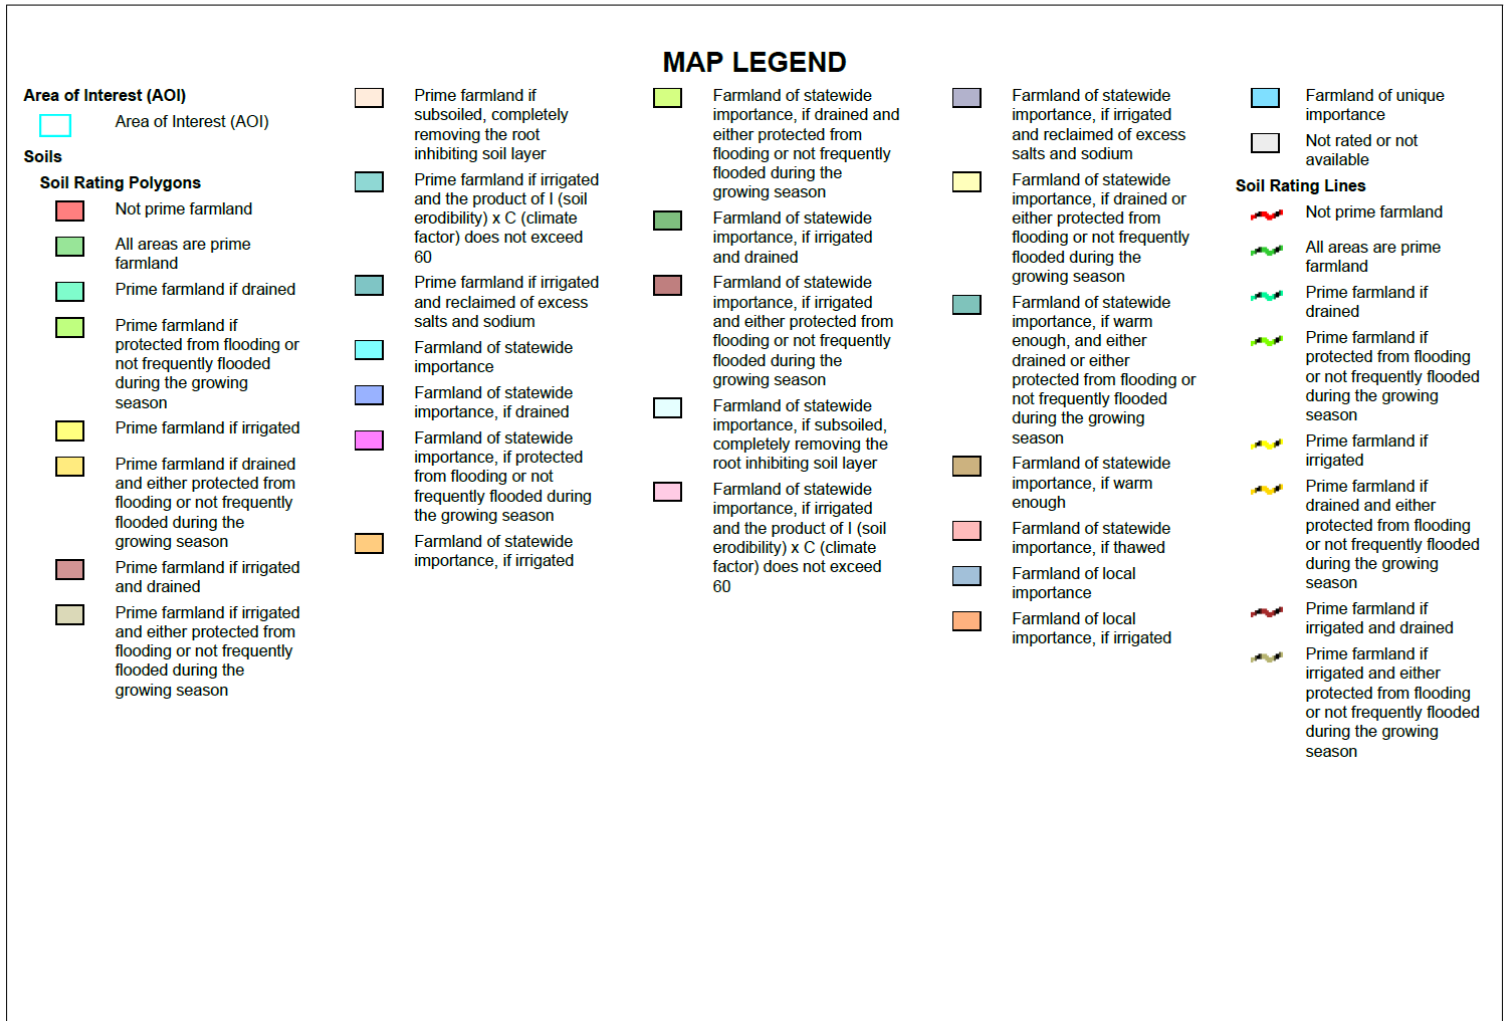 MAP LEGEND
Area of Interest (AOI)
Area of Interest (AOI)
Soils
Soil Rating Polygons
Not prime farmland
All areas are prime
farmland
Prime farmland if drained
Prime farmland if
protected from flooding or
not frequently flooded
during the growing
season
Prime farmland if irrigated
Prime farmland if drained
and either protected from
flooding or not frequently
flooded during the
growing season
Prime farmland if irrigated
and drained
Prime farmland if irrigated
and either protected from
flooding or not frequently
flooded during the
growing season
Prime farmland if
subsoiled, completely
removing the root
inhibiting soil layer
Prime farmland if irrigated
and the product of I (soil
erodibility) x C (climate
factor) does not exceed
60
Prime farmland if irrigated
and reclaimed of excess
salts and sodium
Farmland of statewide
importance
Farmland of statewide
importance, if drained
Farmland of statewide
importance, if protected
from flooding or not
frequently flooded during
the growing season
Farmland of statewide
importance, if irrigated
Farmland of statewide
importance, if drained and
either protected from
flooding or not frequently
flooded during the
growing season
Farmland of statewide
importance, if irrigated
and drained
Farmland of statewide
importance, if irrigated
and either protected from
flooding or not frequently
flooded during the
growing season
Farmland of statewide
importance, if subsoiled,
completely removing the
root inhibiting soil layer
Farmland of statewide
importance, if irrigated
and the product of I (soil
erodibility) x C (climate
factor) does not exceed
60
Farmland of statewide
importance, if irrigated
and reclaimed of excess
salts and sodium
Farmland of statewide
importance, if drained or
either protected from
flooding or not frequently
flooded during the
growing season
Farmland of statewide
importance, if warm
enough, and either
drained or either
protected from flooding or
not frequently flooded
during the growing
season
Farmland of statewide
importance, if warm
enough
Farmland of statewide
importance, if thawed
Farmland of local
importance
Farmland of local
importance, if irrigated
Farmland of unique
importance
Not rated or not
available
Soil Rating Lines
Not prime farmland
All areas are prime
farmland
Prime farmland if
drained
Prime farmland if
protected from flooding
or not frequently flooded
during the growing
season
Prime farmland if
irrigated
Prime farmland if
drained and either
protected from flooding
or not frequently flooded
during the growing
season
Prime farmland if
irrigated and drained
Prime farmland if
irrigated and either
protected from flooding
or not frequently flooded
during the growing
season